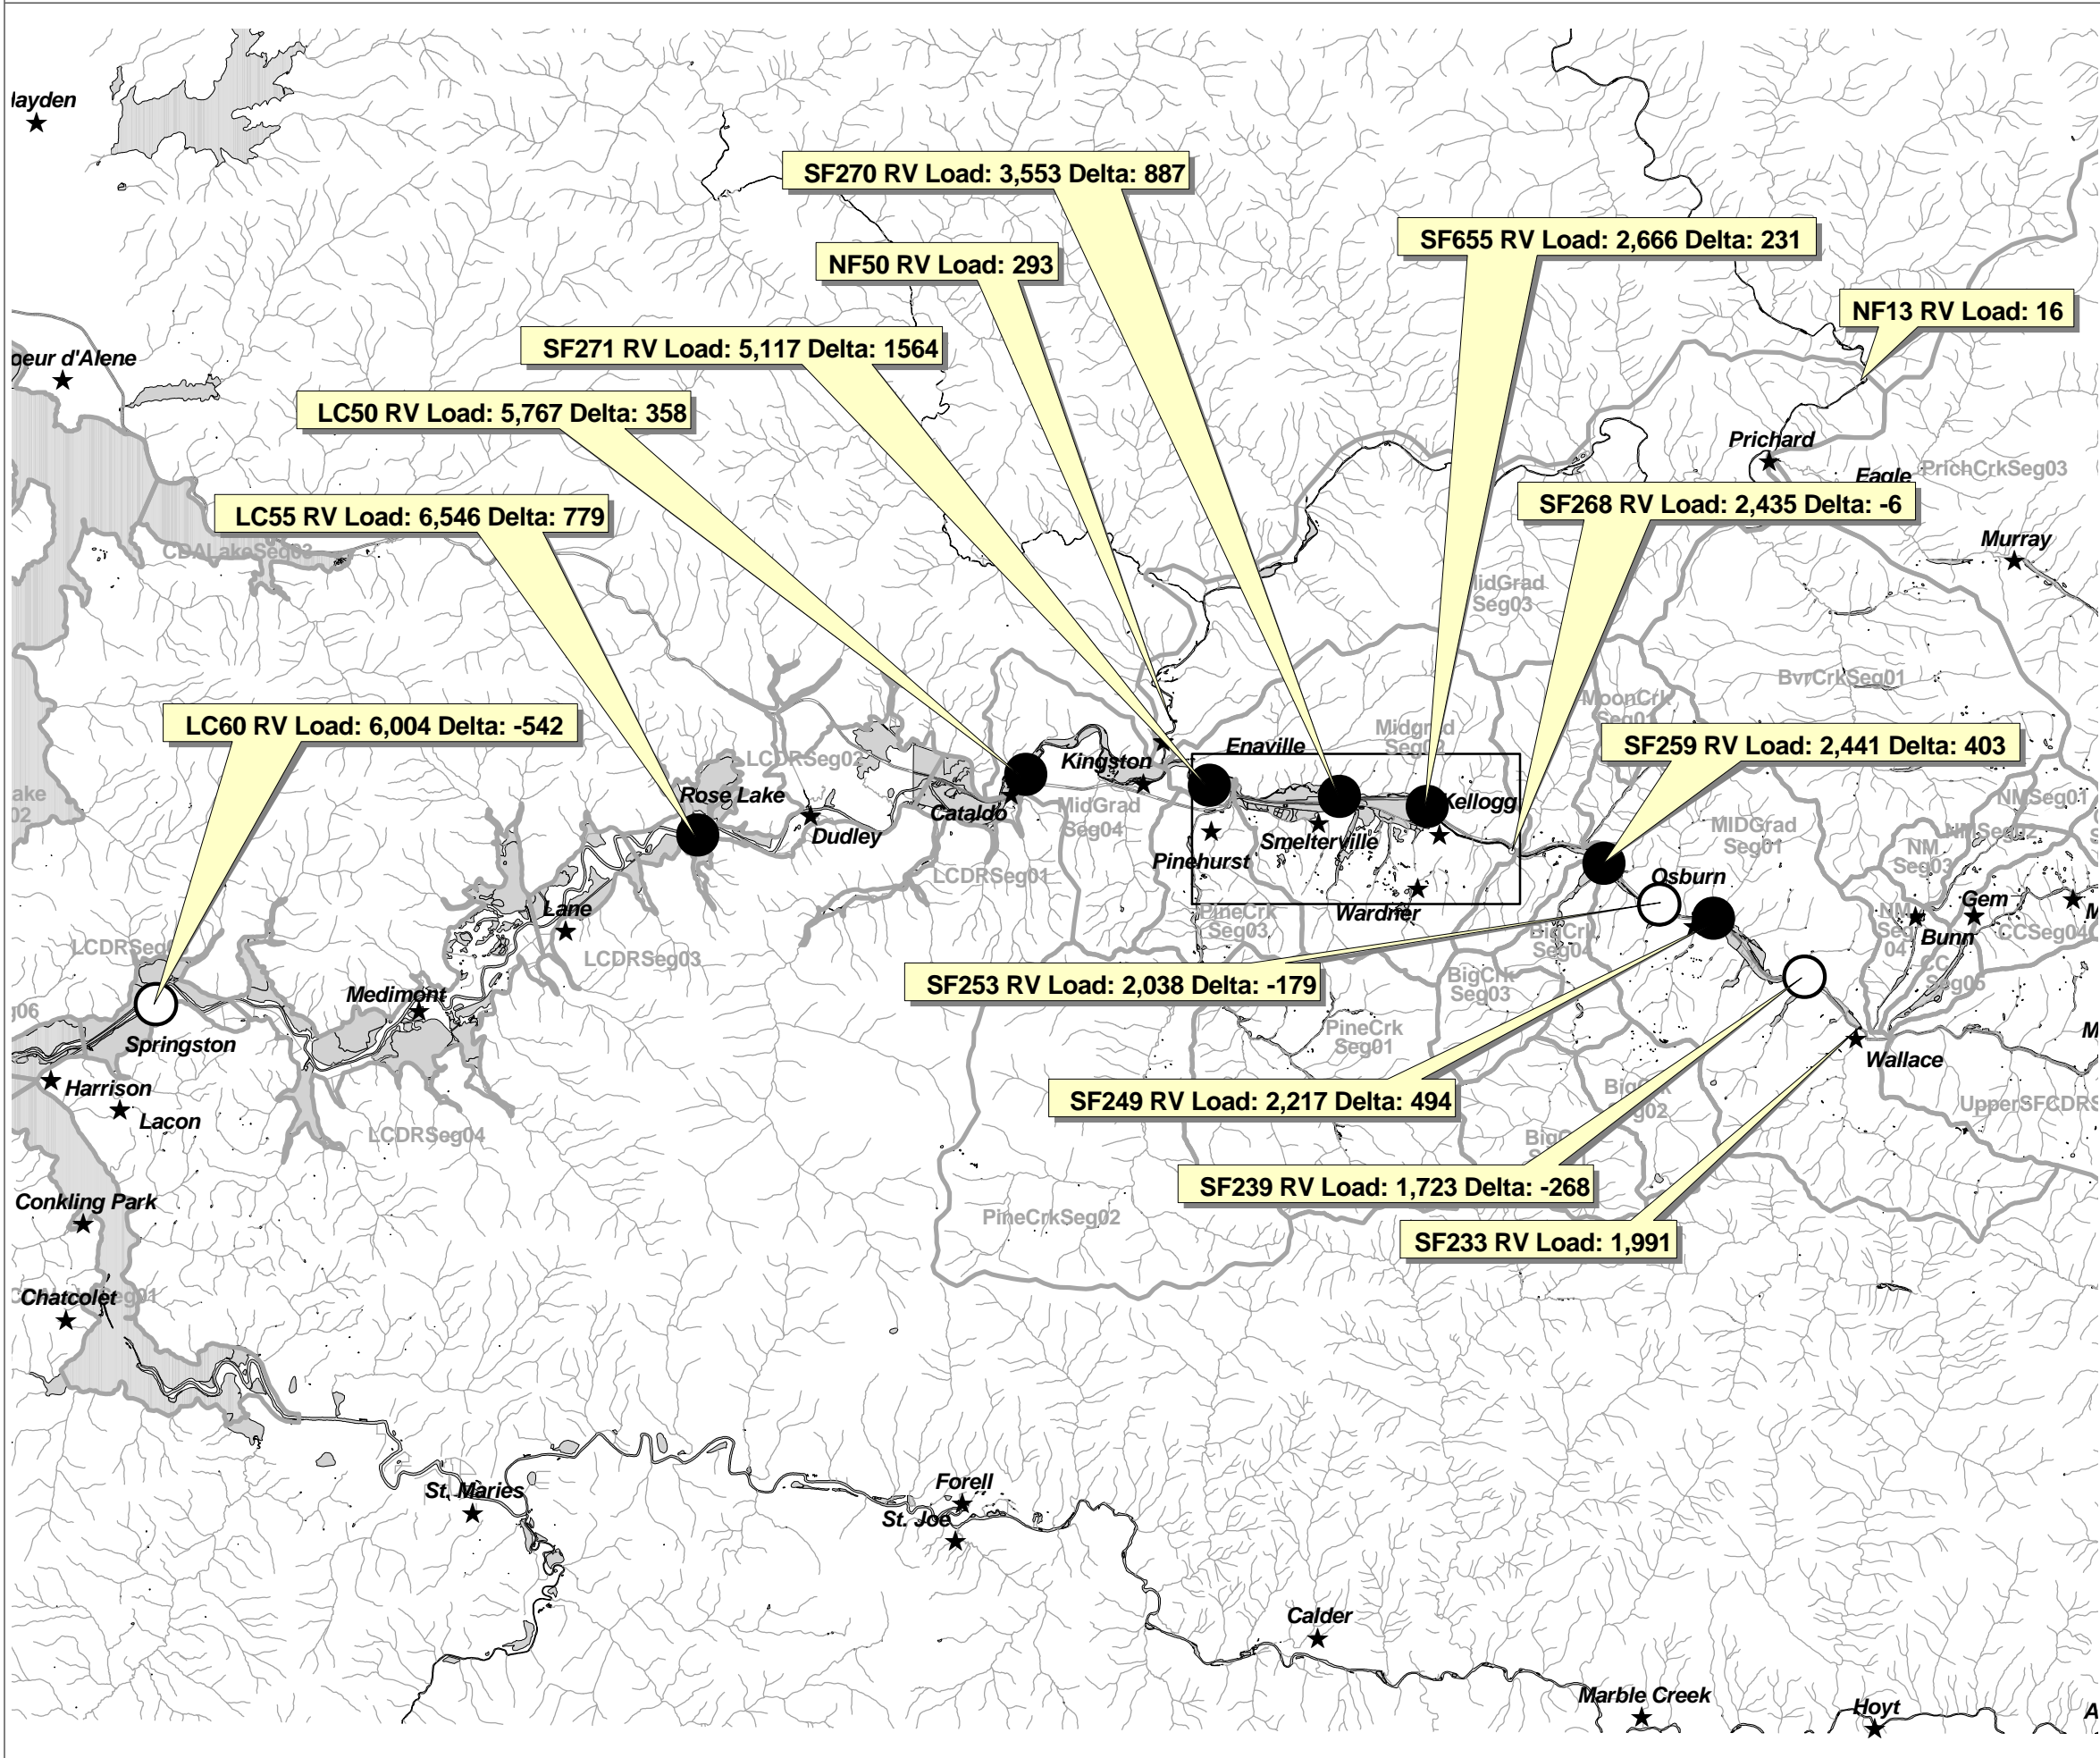 SF270 RV Load: 3,553 Delta: 887
SF655 RV Load: 2,666 Delta: 231
NF50 RV Load: 293
NF13 RV Load: 16
SF271 RV Load: 5,117 Delta: 1564
LC50 RV Load: 5,767 Delta: 358
Prichard
Eagle
PrichCrkSeg03
SF268 RV Load: 2,435 Delta: -6
LC55 RV Load: 6,546 Delta: 779
CDALakeSeg03
Murray
Seg03
BvrCrkSeg01
MoonCrk
LC60 RV Load: 6,004 Delta: -542
SF259 RV Load: 2,441 Delta: 403
Midgrad
Seg02
Enaville
Kingston
LCDRSeg02
Rose Lake
Cataldo
Dudley
MidGrad
Seg04
Kellogg
Smelterville
Pinehurst
MIDGrad
Seg01
NMSeg01
NM
Seg03
LCDRSeg01
Osburn
Wardner
Lane
PineCrk
Seg03
BigCrk
Seg04
Gem
Bunn
NM
Seg
04
CCSeg04
CC
Seg05
LCDRSeg03
SF253 RV Load: 2,038 Delta: -179
BigCrk
Seg03
Medimont
Springston
PineCrk
Seg01
Wallace
Harrison
Lacon
SF249 RV Load: 2,217 Delta: 494
LCDRSeg04
SF239 RV Load: 1,723 Delta: -268
Conkling Park
PineCrkSeg02
SF233 RV Load: 1,991
Chatcolet
St. Maries
Forell
St. Joe
Calder
Marble Creek
Hoyt